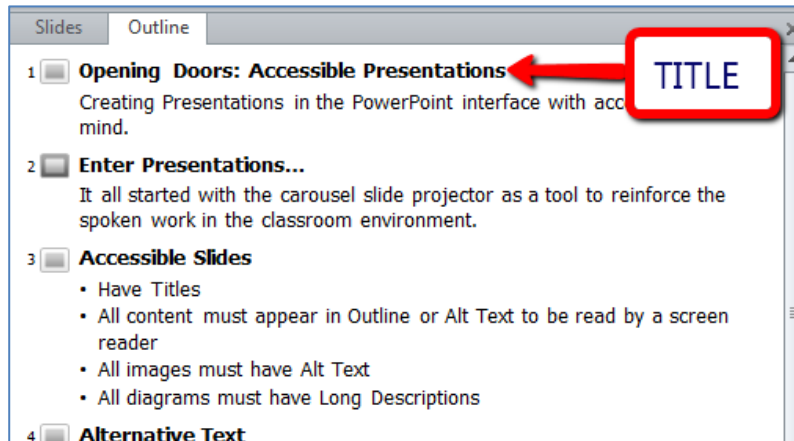 Slides Outline
1 Opening Doors: Accessible Presentations
TITLE
Creating Presentations in the PowerPoint interface with
mind.
2 Enter Presentations...
It all started with the carousel slide projector as a tool to reinforce the
spoken work in the classroom environment.
3 Accessible Slides
• Have Titles
• All content must appear in Outline or Alt Text to be read by a screen
reader
• All images must have Alt Text
• All diagrams must have Long Descriptions
4 Alternative Text